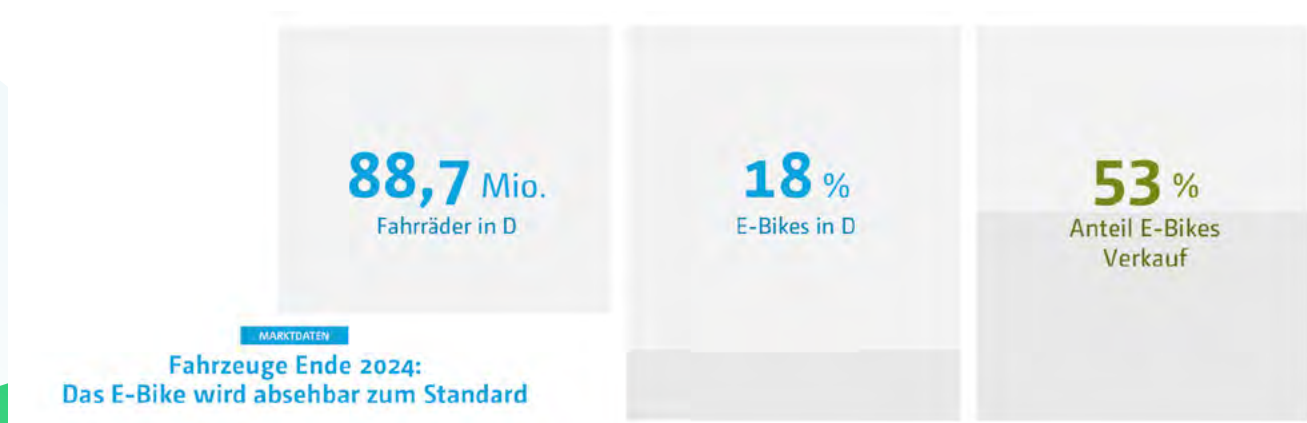 88,7 Mio.
Fahrräder in D
18 %
E-Bikes in D
53 %
Anteil E-Bikes
Verkauf
MARKTDATEN
Fahrzeuge Ende 2024:
Das E-Bike wird absehbar zum Standard